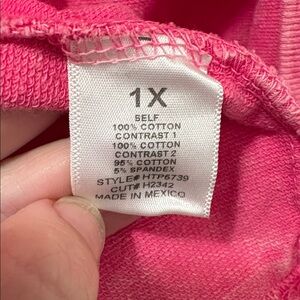 1X
SELF
100% COTTON
CONTRAST 1
100% COTTON
CONTRAST 2
95% COTTON
5% SPANDEX
STYLE# HTP6739
CUT# H2342
MADE IN MEXICO